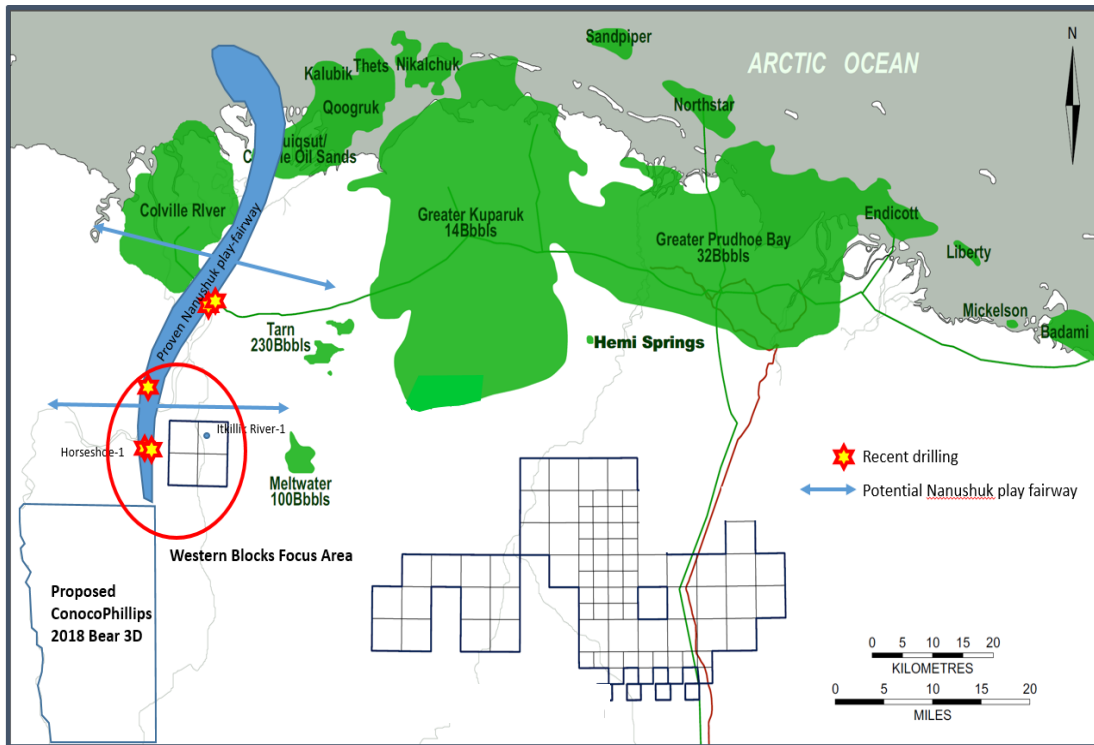 Sandpiper
ARCTIC OCEAN
N
Nikalchuk
Thets
Kalubik
Northstar
Qoogruk
uiqsut/
Oil Sands
Colville RIver
Greater Kuparuk
14Bbbls
Endicott
Greater Prudhoe Bay
32Bbbls
Liberty
Mickelson
Badami
Proven Nanushuk play-fairway
Tarn
230Bbbls
Hemi Springs
Itkillic River-1
Horseshoe-1
Meltwater
100Bbbls
Recent drilling
Potential Nanushuk play fairway
Western Blocks Focus Area
Proposed
ConocoPhillips
2018 Bear 3D
0 5 10 15 20
KILOMETRES
0 5 10 15 20
MILES